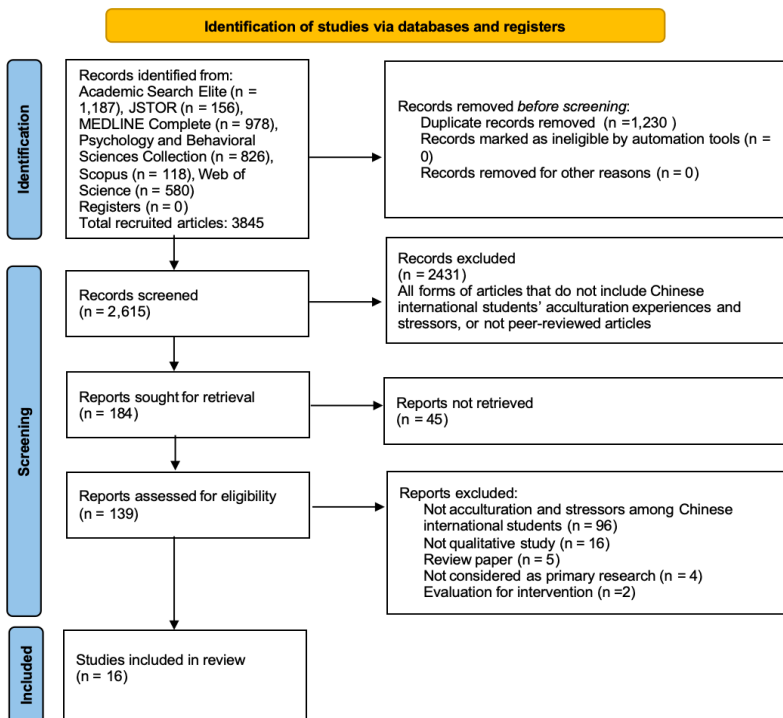 Identification of studies via databases and registers
Identification
Records identified from:
Academic Search Elite (n =
1,187), JSTOR (n = 156),
MEDLINE Complete (n = 978),
Psychology and Behavioral
Sciences Collection (n = 826),
Scopus (n = 118), Web of
Science (n = 580)
Registers (n = 0)
Total recruited articles: 3845
Records removed before screening:
Duplicate records removed (n =1,230 )
Records marked as ineligible by automation tools (n =
0)
Records removed for other reasons (n = 0)
Screening
Records screened
(n = 2,615)
Records excluded
(n = 2431)
All forms of articles that do not include Chinese
international students’ acculturation experiences and
stressors, or not peer-reviewed articles
Reports sought for retrieval
(n = 184)
Reports not retrieved
(n = 45)
Reports assessed for eligibility
(n = 139)
Reports excluded:
Not acculturation and stressors among Chinese
international students (n = 96)
Not qualitative study (n = 16)
Review paper (n = 5)
Not considered as primary research (n = 4)
Evaluation for intervention (n =2)
Included
Studies included in review
(n = 16)